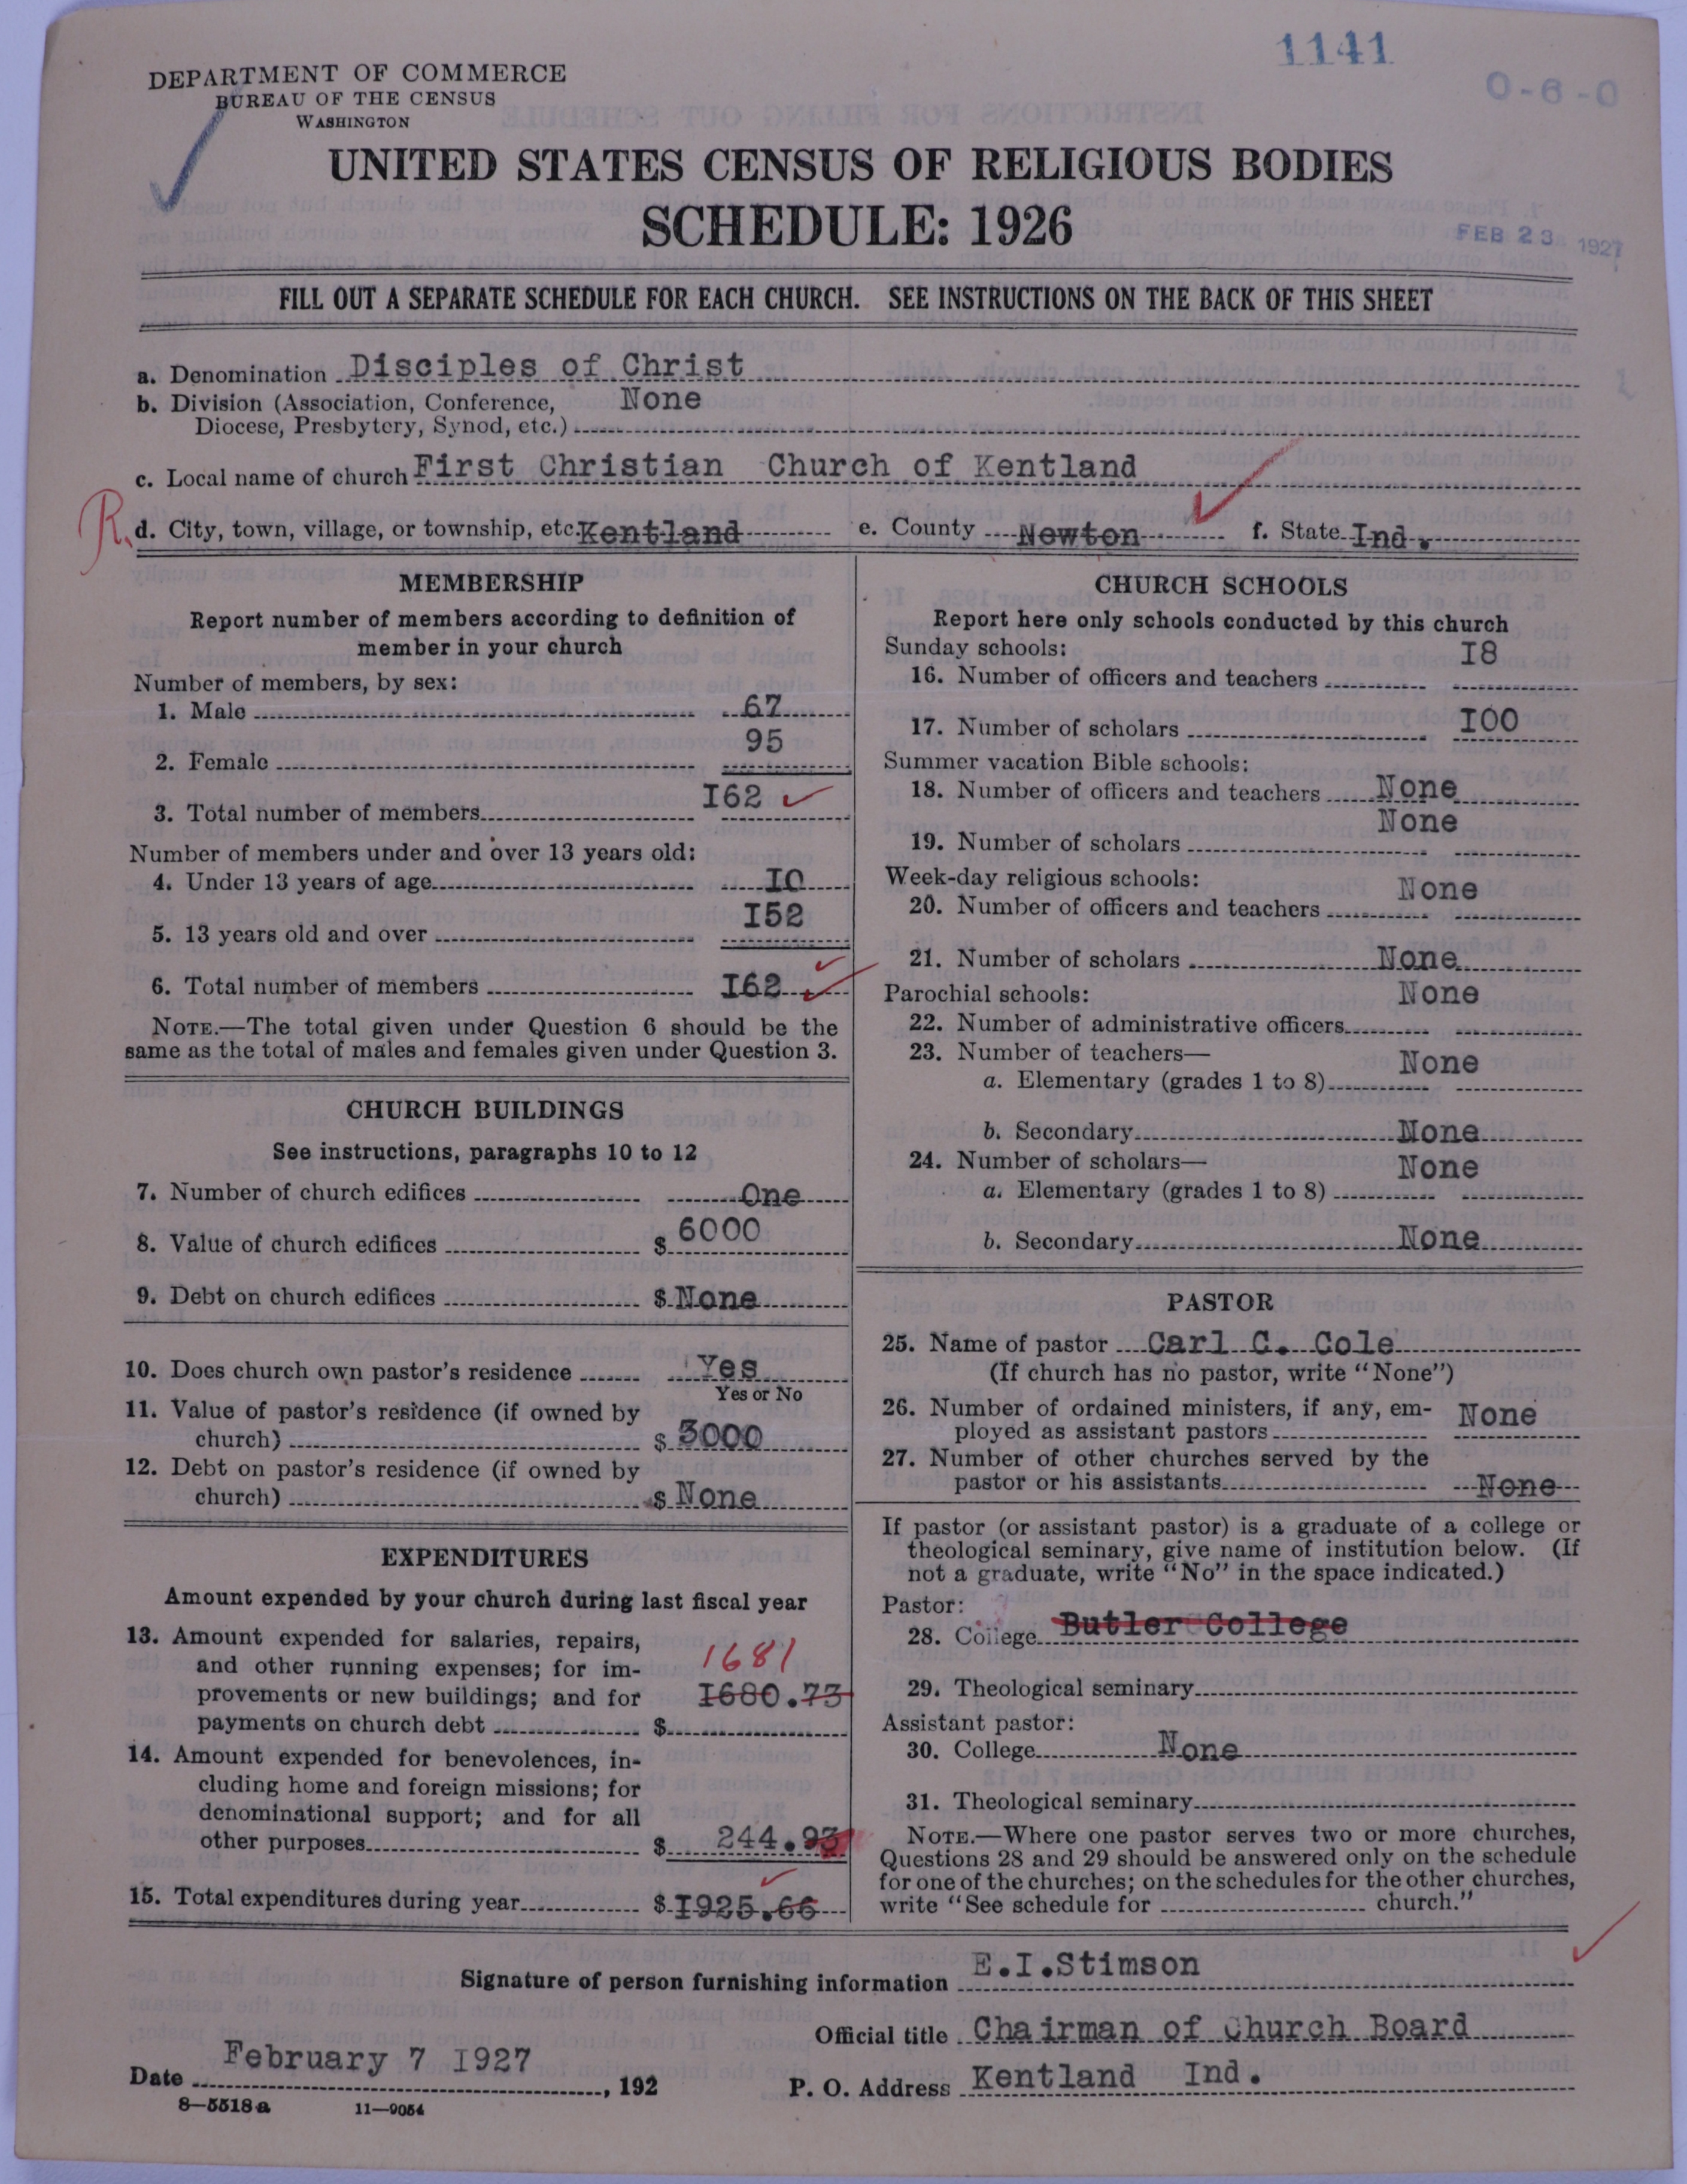 1141
0-6-0
DEPARTMENT OF COMMERCE
BUREAU OF THE CENSUS
WASHINGTON
UNITED STATES CENSUS OF RELIGIOUS BODIES
SCHEDULE: 1926
FEB 23 1927
FILL OUT A SEPARATE SCHEDULE FOR EACH CHURCH. SEE INSTRUCTIONS ON THE BACK OF THIS SHEET
a. Denomination Disciples of Christ
b. Division (Association, Conference, None
Diocese, Presbytery, Synod, etc.)
c. Local name of church First Christian Church of Kentland
R. d. City, town, village, or township, etc. Kentland e. County Newton f. State Ind.
MEMBERSHIP
Report number of members according to definition of
member in your church
Number of members, by sex:
1. Male 67
2. Female 95
3. Total number of members I62
Number of members under and over 13 years old:
4. Under 13 years of age I0
5. 13 years old and over I52
6. Total number of members I62
NOTE.—The total given under Question 6 should be the
same as the total of males and females given under Question 3.
CHURCH BUILDINGS
See instructions, paragraphs 10 to 12
7. Number of church edifices One
8. Value of church edifices $ 6000
9. Debt on church edifices $ None
10. Does church own pastor's residence Yes
Yes or No
11. Value of pastor's residence (if owned by
church) $ 3000
12. Debt on pastor's residence (if owned by
church) $ None
EXPENDITURES
Amount expended by your church during last fiscal year
13. Amount expended for salaries, repairs,
and other running expenses; for im- 1681
provements or new buildings; and for I680.73
payments on church debt $
14. Amount expended for benevolences, in-
cluding home and foreign missions; for
denominational support; and for all
other purposes $ 244.93
15. Total expenditures during year $ I925.66
CHURCH SCHOOLS
Report here only schools conducted by this church
Sunday schools:
16. Number of officers and teachers I8
17. Number of scholars I00
Summer vacation Bible schools:
18. Number of officers and teachers None
19. Number of scholars None
Week-day religious schools:
20. Number of officers and teachers None
21. Number of scholars None
Parochial schools:
22. Number of administrative officers None
23. Number of teachers—
a. Elementary (grades 1 to 8) None
b. Secondary None
24. Number of scholars—
a. Elementary (grades 1 to 8) None
b. Secondary None
PASTOR
25. Name of pastor Carl C. Cole
(If church has no pastor, write "None")
26. Number of ordained ministers, if any, em-
ployed as assistant pastors None
27. Number of other churches served by the
pastor or his assistants None
If pastor (or assistant pastor) is a graduate of a college or
theological seminary, give name of institution below. (If
not a graduate, write "No" in the space indicated.)
Pastor:
28. College Butler College
29. Theological seminary
Assistant pastor:
30. College None
31. Theological seminary
NOTE.—Where one pastor serves two or more churches,
Questions 28 and 29 should be answered only on the schedule
for one of the churches; on the schedules for the other churches,
write "See schedule for church."
Signature of person furnishing information E.I.Stimson
Official title Chairman of Church Board
Date February 7 I927, 192
P. O. Address Kentland Ind.
8—5518a 11—9054